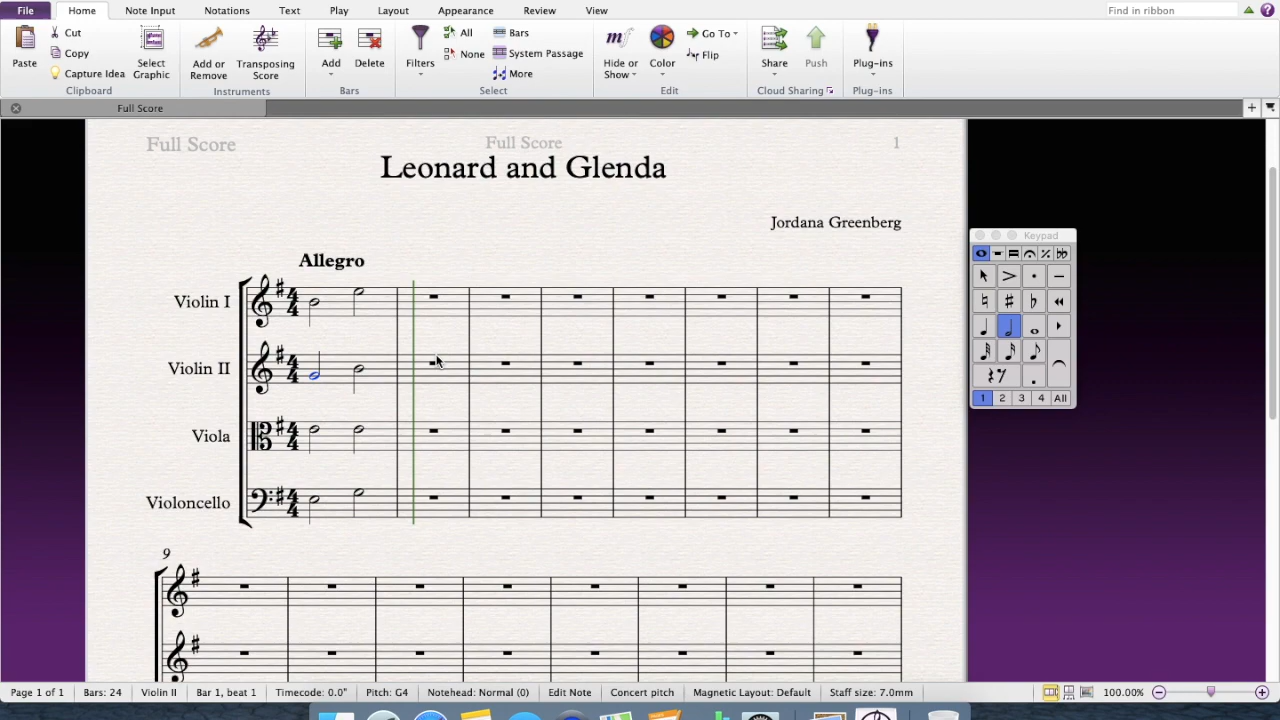 File Home Note Input Notations Text Play Layout Appearance Review View Find in ribbon
Paste Cut Copy Capture Idea Select Graphic Add or Remove Transposing Score Add Delete Filters All None Bars System Passage More Hide or Show Color Go To Flip Share Push Plug-ins
Clipboard Instruments Bars Select Edit Cloud Sharing Plug-ins
Full Score
Full Score Full Score 1
Leonard and Glenda
Jordana Greenberg
Keypad
Allegro
Violin I
Violin II
1 2 3 4 All
Viola
Violoncello
9
Page 1 of 1 Bars: 24 Violin II Bar 1, beat 1 Timecode: 0.0" Pitch: G4 Notehead: Normal (0) Edit Note Concert pitch Magnetic Layout: Default Staff size: 7.0mm 100.00%